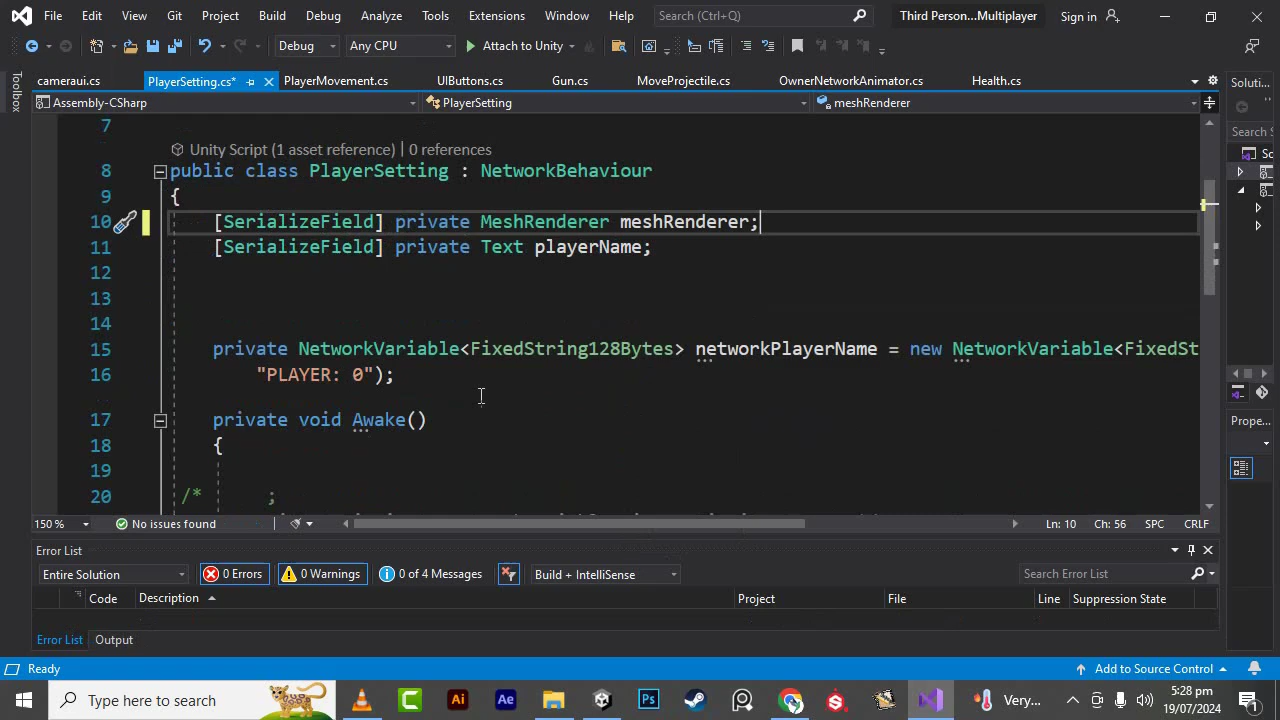 File Edit View Git Project Build Debug Analyze Tools Extensions Window Help Search (Ctrl+Q) Third Person...Multiplayer Sign in
Debug Any CPU Attach to Unity
Toolbox
cameraui.cs PlayerSetting.cs* PlayerMovement.cs UIButtons.cs Gun.cs MoveProjectile.cs OwnerNetworkAnimator.cs Health.cs Soluti...
Assembly-CSharp PlayerSetting meshRenderer
Search S
7
Unity Script (1 asset reference) | 0 references
8 public class PlayerSetting : NetworkBehaviour
9 {
10 [SerializeField] private MeshRenderer meshRenderer;
11 [SerializeField] private Text playerName;
12
13
14
15 private NetworkVariable<FixedString128Bytes> networkPlayerName = new NetworkVariable<FixedSt
16 "PLAYER: 0");
17 private void Awake()
18 {
19
20 /* ;
Prope...
150 % No issues found Ln: 10 Ch: 56 SPC CRLF
Error List
Entire Solution 0 Errors 0 Warnings 0 of 4 Messages Build + IntelliSense Search Error List
Code Description Project File Line Suppression State
Error List Output
Ready Add to Source Control
Type here to search Very... 5:28 pm
19/07/2024